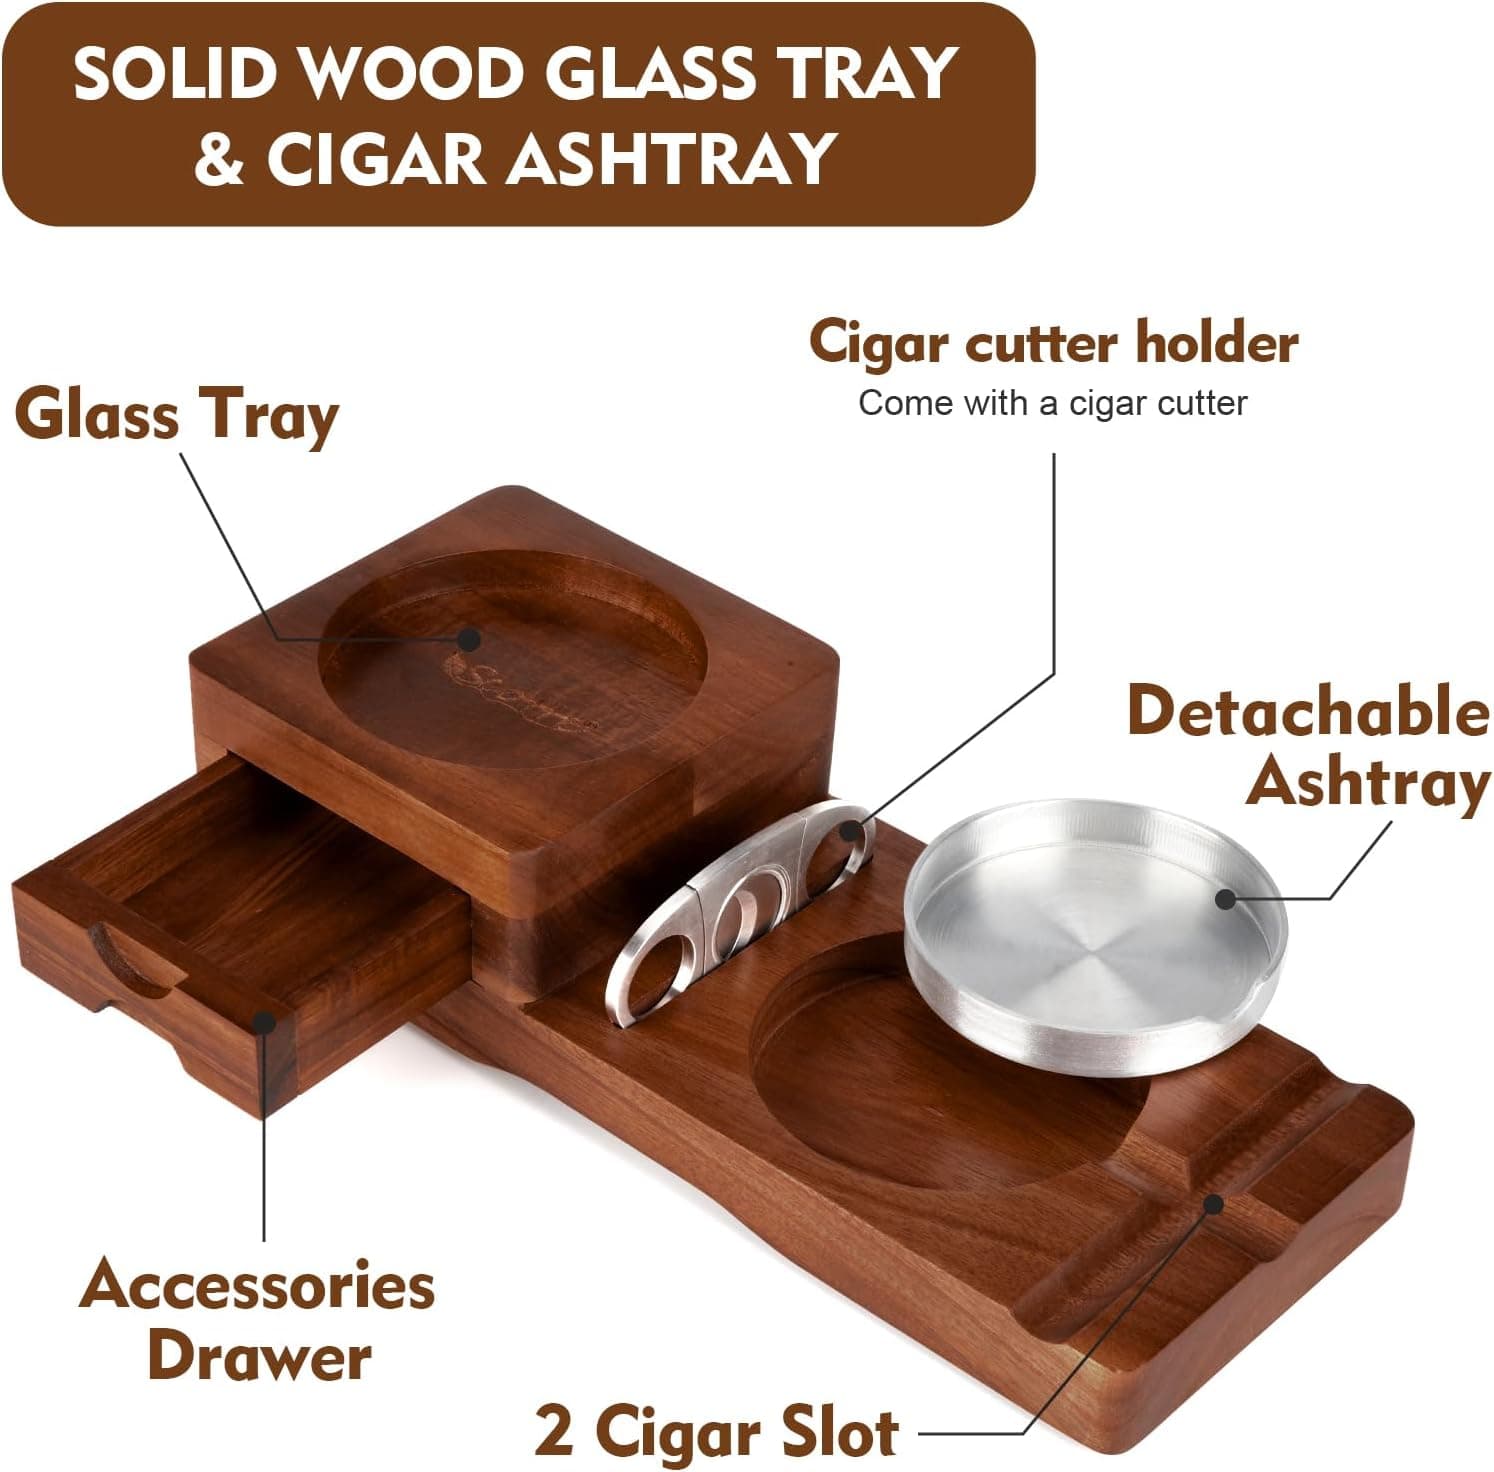 SOLID WOOD GLASS TRAY
& CIGAR ASHTRAY
Cigar cutter holder
Come with a cigar cutter
Glass Tray
Detachable
Ashtray
Accessories
Drawer
2 Cigar Slot